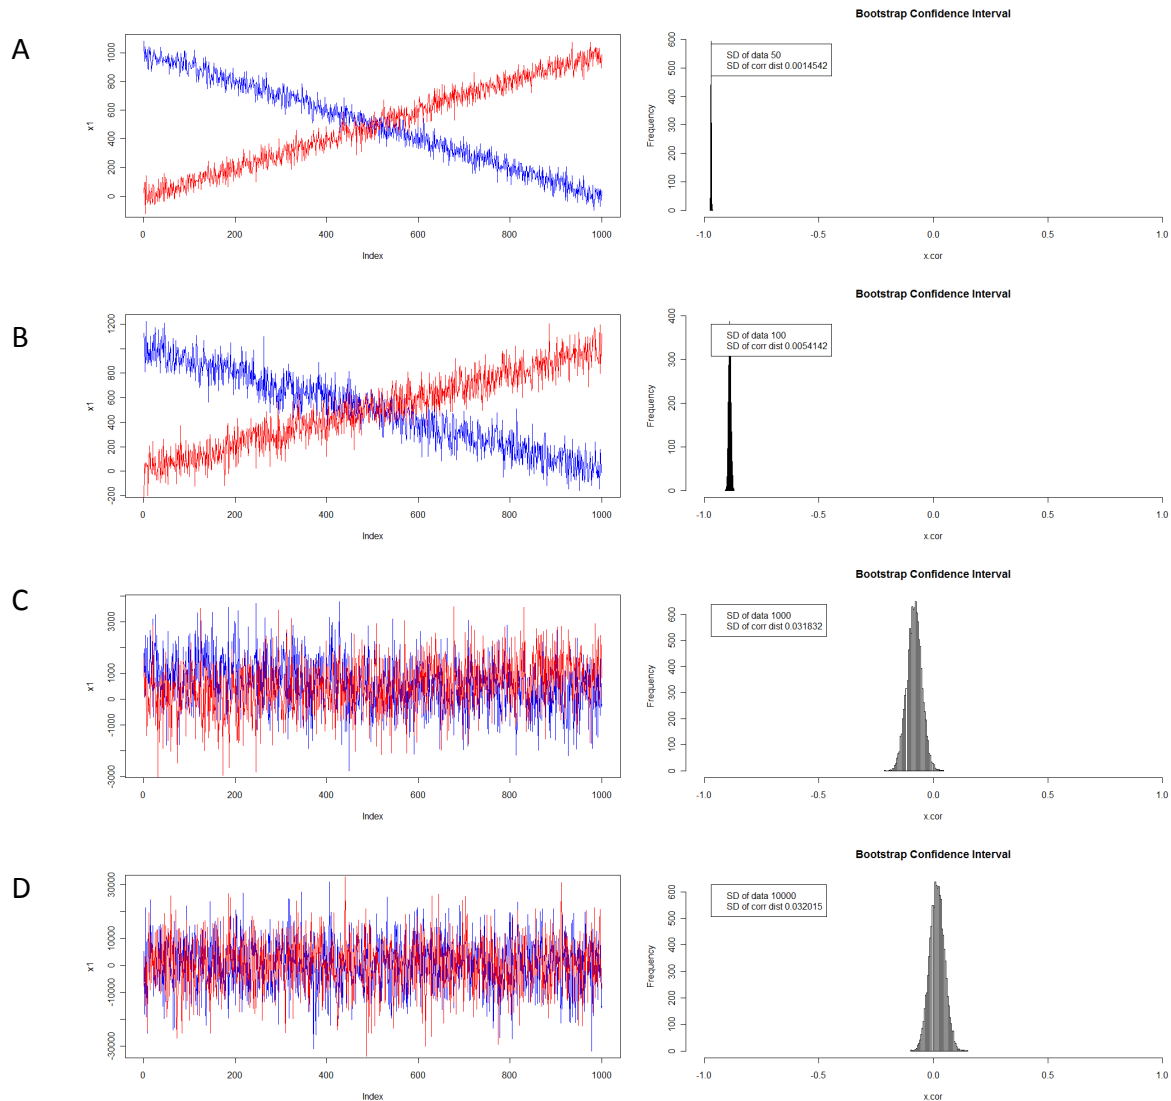 Bootstrap Confidence Interval
A
x1
1000
800
600
400
200
0
0 200 400 600 800 1000
Index
Frequency
600
500
400
300
200
100
0
SD of data 50
SD of corr dist 0.0014542
-1.0 -0.5 0.0 0.5 1.0
x.cor
Bootstrap Confidence Interval
B
x1
1200
800
600
400
200
0
-200
0 200 400 600 800 1000
Index
Frequency
400
300
200
100
0
SD of data 100
SD of corr dist 0.0054142
-1.0 -0.5 0.0 0.5 1.0
x.cor
Bootstrap Confidence Interval
C
x1
3000
1000
0
-1000
-3000
0 200 400 600 800 1000
Index
Frequency
600
500
400
300
200
100
0
SD of data 1000
SD of corr dist 0.031832
-1.0 -0.5 0.0 0.5 1.0
x.cor
Bootstrap Confidence Interval
D
x1
30000
10000
0
-10000
-30000
0 200 400 600 800 1000
Index
Frequency
600
500
400
300
200
100
0
SD of data 10000
SD of corr dist 0.032015
-1.0 -0.5 0.0 0.5 1.0
x.cor